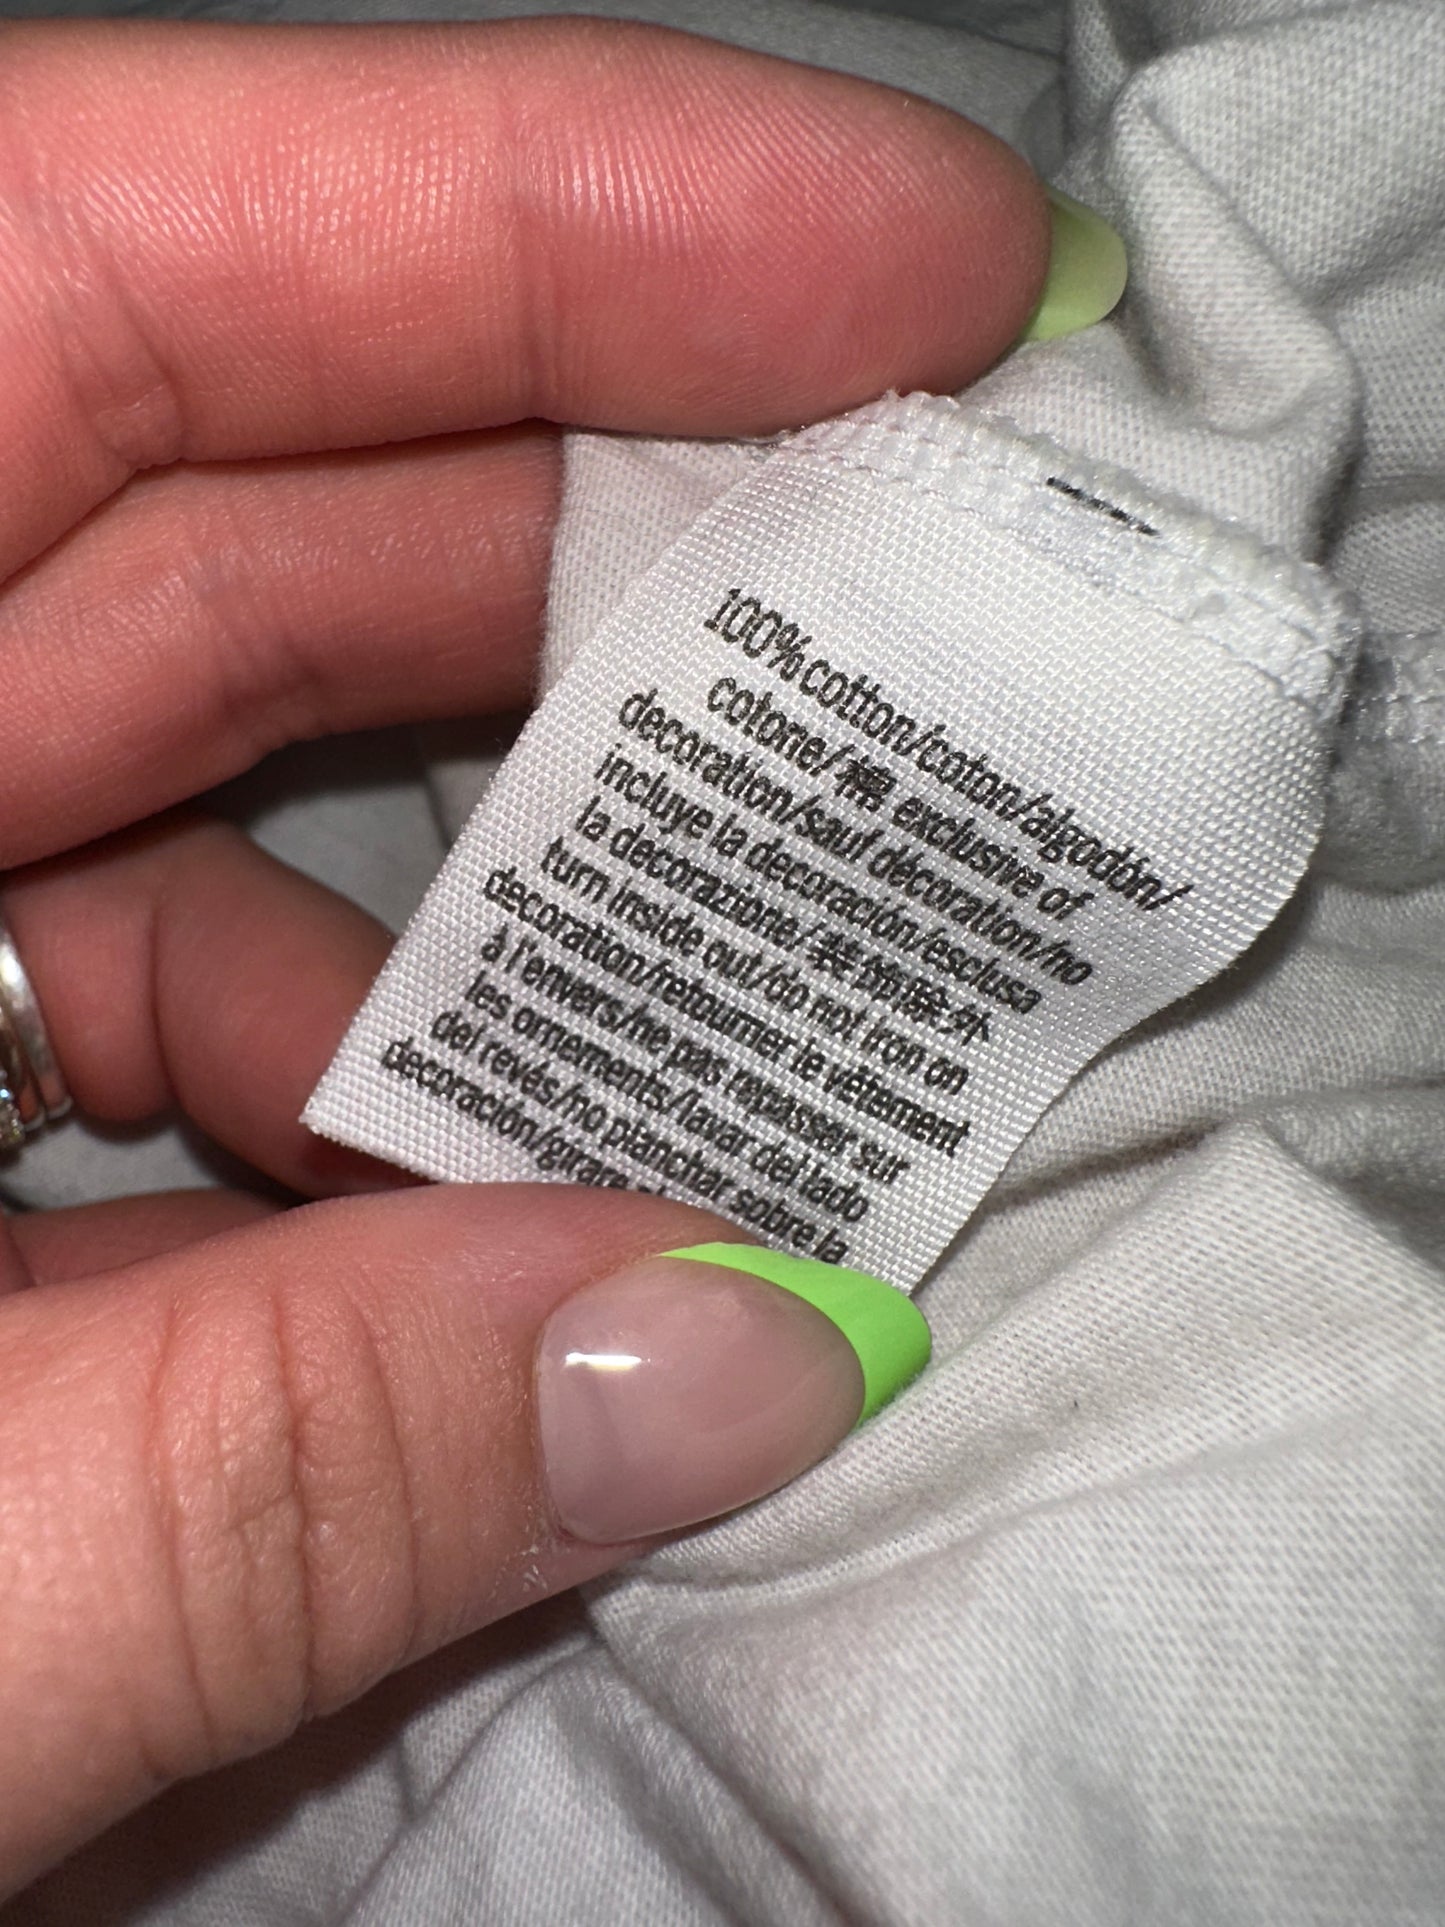 100% cotton/coton/algodón/
cotone/棉 exclusive of
decoration/sauf décoration/no
incluye la decoración/esclusa
la decorazione/装饰除外
turn inside out/do not iron on
decoration/retourner le vêtement
à l'envers/ne pas repasser sur
les ornements/lavar del lado
del revés/no planchar sobre la
decoración/girare